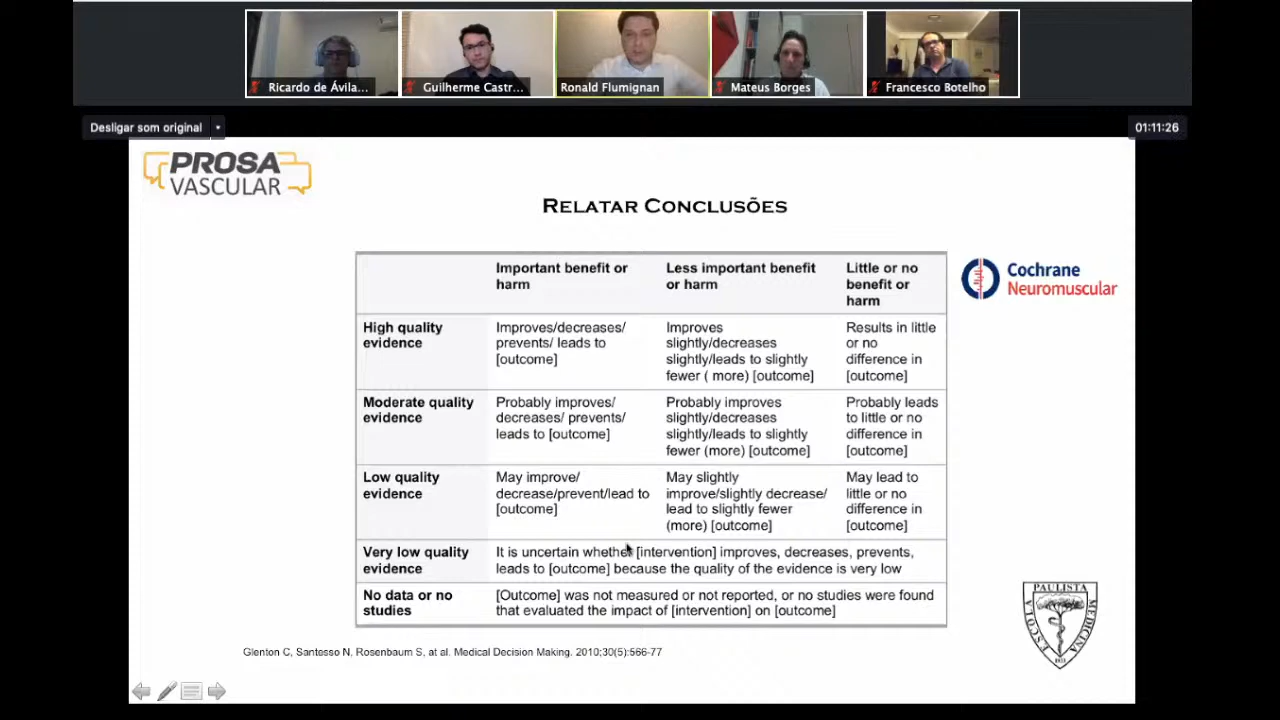 Ricardo de Ávila...
Guilherme Castr...
Ronald Flumignan
Mateus Borges
Francesco Botelho
Desligar som original
01:11:26
PROSA
VASCULAR
RELATAR CONCLUSÕES
Important benefit or
harm
Less important benefit
or harm
Little or no
benefit or
harm
High quality
evidence
Improves/decreases/
prevents/ leads to
[outcome]
Improves
slightly/decreases
slightly/leads to slightly
fewer ( more) [outcome]
Results in little
or no
difference in
[outcome]
Moderate quality
evidence
Probably improves/
decreases/ prevents/
leads to [outcome]
Probably improves
slightly/decreases
slightly/leads to slightly
fewer (more) [outcome]
Probably leads
to little or no
difference in
[outcome]
Low quality
evidence
May improve/
decrease/prevent/lead to
[outcome]
May slightly
improve/slightly decrease/
lead to slightly fewer
(more) [outcome]
May lead to
little or no
difference in
[outcome]
Very low quality
evidence
It is uncertain whether [intervention] improves, decreases, prevents,
leads to [outcome] because the quality of the evidence is very low
No data or no
studies
[Outcome] was not measured or not reported, or no studies were found
that evaluated the impact of [intervention] on [outcome]
Cochrane
Neuromuscular
Glenton C, Santesso N, Rosenbaum S, at al. Medical Decision Making. 2010;30(5):566-77
PAULISTA
ESCOLA
MEDICINA
1933